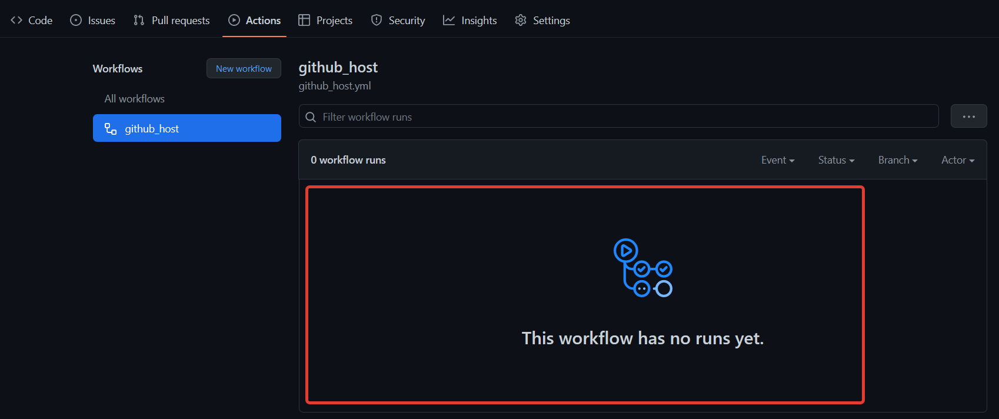 Code Issues Pull requests Actions Projects Security Insights Settings
Workflows
New workflow
All workflows
github_host
github_host
github_host.yml
Filter workflow runs
0 workflow runs
Event Status Branch Actor
This workflow has no runs yet.